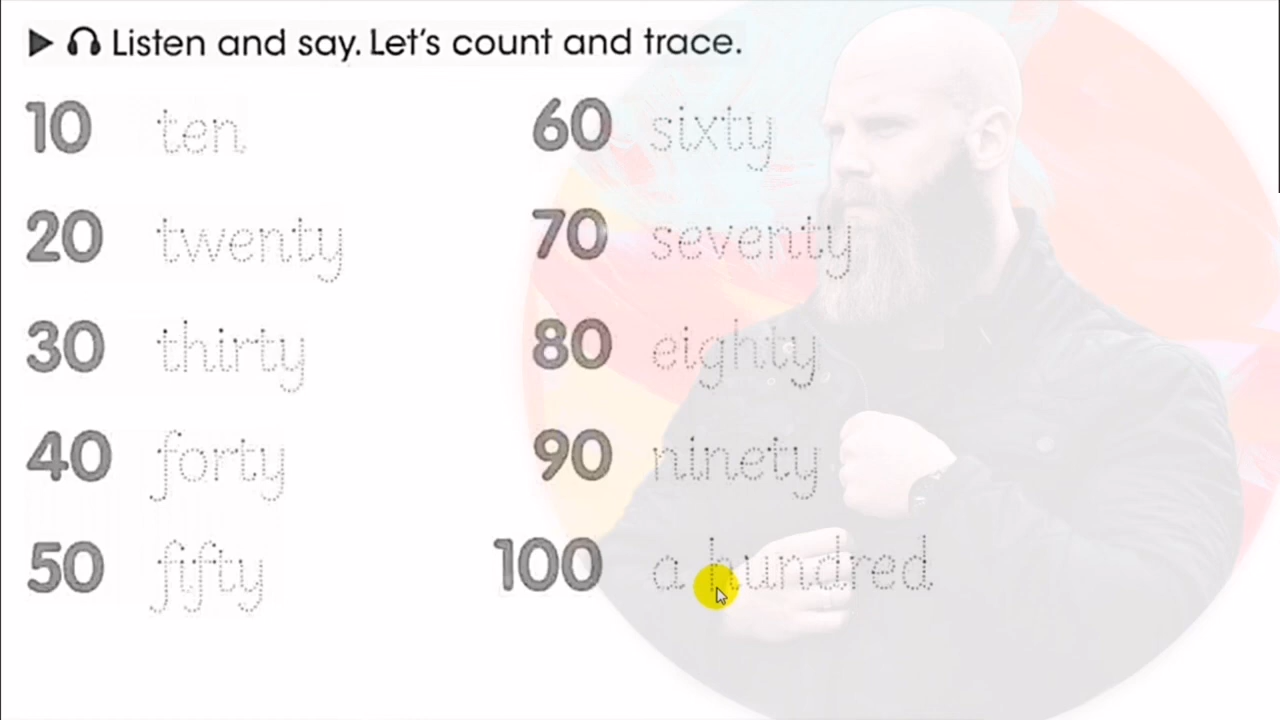 Listen and say. Let's count and trace.
10 ten
20 twenty
30 thirty
40 forty
50 fifty
60 sixty
70 seventy
80 eighty
90 ninety
100 a hundred